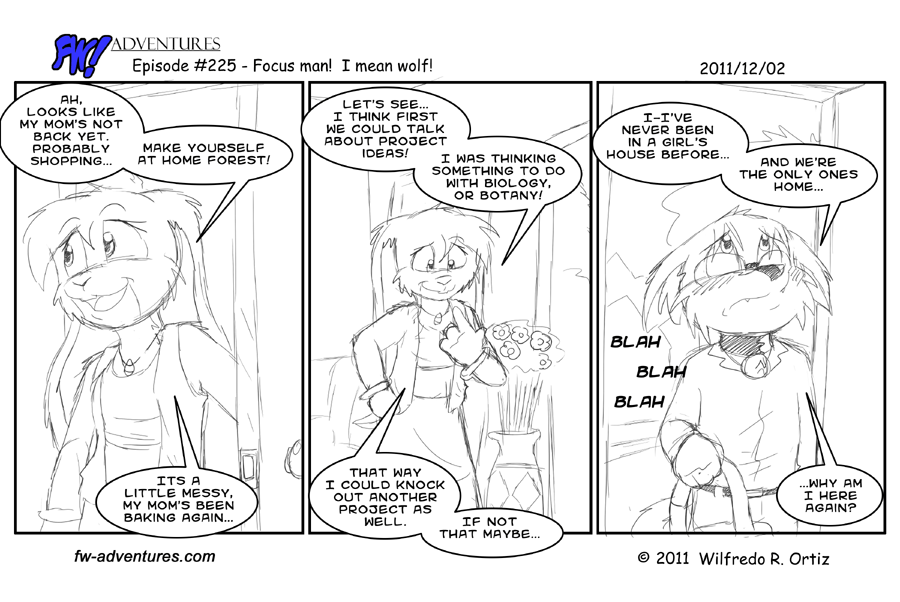 FW! ADVENTURES
Episode #225 - Focus man!  I mean wolf!
2011/12/02
AH,
LOOKS LIKE
MY MOM'S NOT
BACK YET.
PROBABLY
SHOPPING...
MAKE YOURSELF
AT HOME FOREST!
ITS A
LITTLE MESSY,
MY MOM'S BEEN
BAKING AGAIN...
LET'S SEE...
I THINK FIRST
WE COULD TALK
ABOUT PROJECT
IDEAS!
I WAS THINKING
SOMETHING TO DO
WITH BIOLOGY,
OR BOTANY!
THAT WAY
I COULD KNOCK
OUT ANOTHER
PROJECT AS
WELL.
IF NOT
THAT MAYBE...
I-I'VE
NEVER BEEN
IN A GIRL'S
HOUSE BEFORE...
AND WE'RE
THE ONLY ONES
HOME...
BLAH
BLAH
BLAH
...WHY AM
I HERE
AGAIN?
fw-adventures.com
© 2011  Wilfredo R. Ortiz